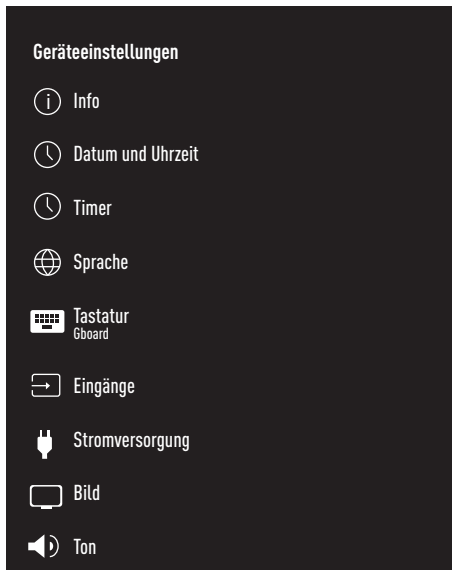 Geräteeinstellungen
Info
Datum und Uhrzeit
Timer
Sprache
Tastatur
Gboard
Eingänge
Stromversorgung
Bild
Ton